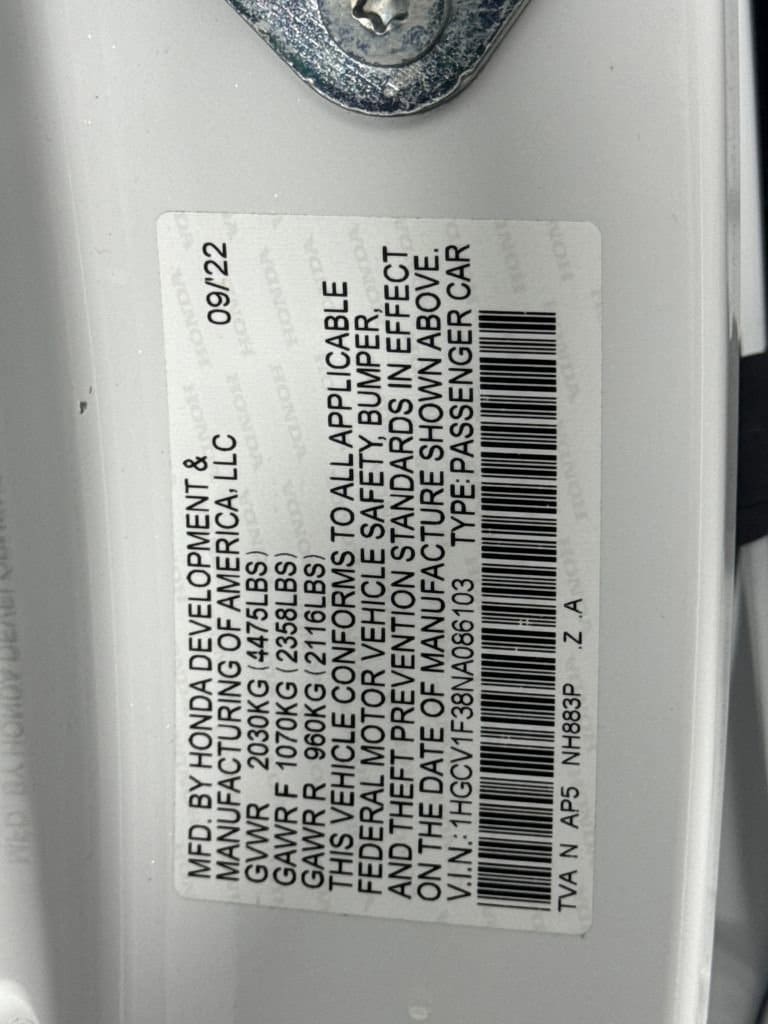 MFD. BY HONDA DEVELOPMENT &
MANUFACTURING OF AMERICA, LLC 09/'22
GVWR 2030KG (4475LBS)
GAWR F 1070KG (2358LBS)
GAWR R 960KG (2116LBS)
THIS VEHICLE CONFORMS TO ALL APPLICABLE
FEDERAL MOTOR VEHICLE SAFETY, BUMPER,
AND THEFT PREVENTION STANDARDS IN EFFECT
ON THE DATE OF MANUFACTURE SHOWN ABOVE.
V.I.N.: 1HGCV1F38NA086103 TYPE: PASSENGER CAR
TVA N AP5 NH883P .Z .A